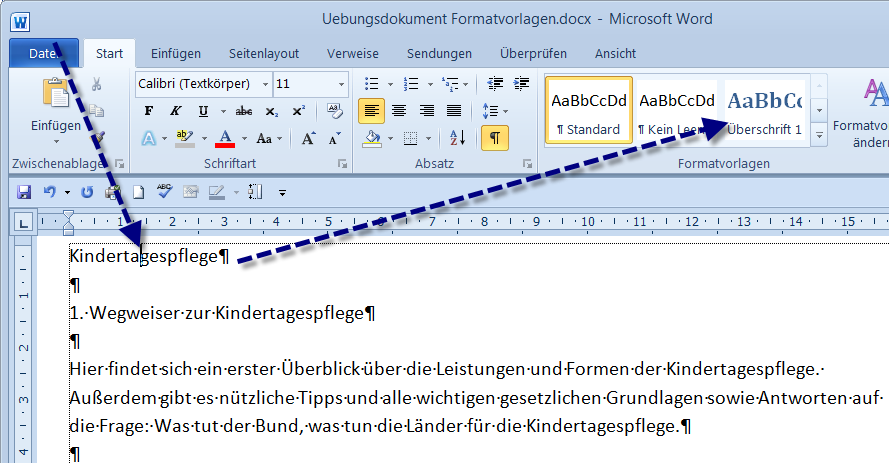 Uebungsdokument Formatvorlagen.docx - Microsoft Word
Start Einfügen Seitenlayout Verweise Sendungen Überprüfen Ansicht
Calibri (Textkörper) 11
AaBbCcDd AaBbCcDd AaBbCc
Einfügen
F K U abc x₂ x²
¶ Standard ¶ Kein Überschrift 1
Formatvo
ändern
A ab A Aa A A
Zwischenablage Schriftart Absatz Formatvorlagen
L 1 2 3 4 5 6 7 8 9 10 11 12 13 14 15
Kindertagespflege¶
¶
1.·Wegweiser·zur·Kindertagespflege¶
¶
Hier·findet·sich·ein·erster·Überblick·über·die·Leistungen·und·Formen·der·Kindertagespflege.·
Außerdem·gibt·es·nützliche·Tipps·und·alle·wichtigen·gesetzlichen·Grundlagen·sowie·Antworten·auf·
die·Frage:·Was·tut·der·Bund,·was·tun·die·Länder·für·die·Kindertagespflege.¶
¶
1
2
3
4